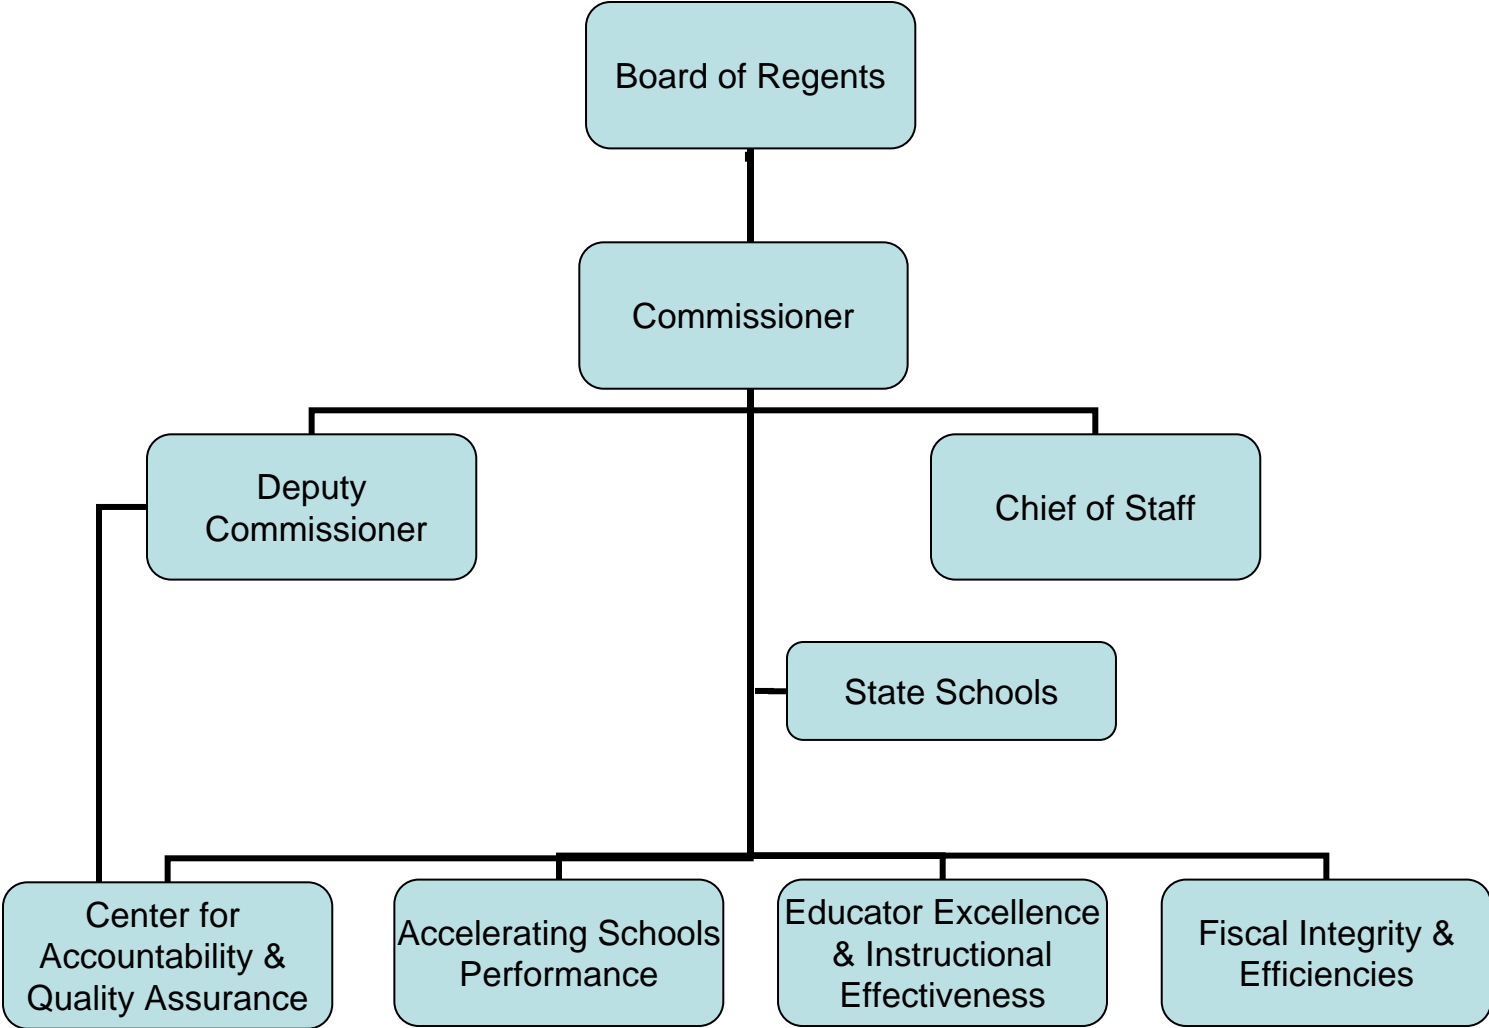 Board of Regents
Commissioner
Deputy
Commissioner
Chief of Staff
State Schools
Center for
Accountability &
Quality Assurance
Accelerating Schools
Performance
Educator Excellence
& Instructional
Effectiveness
Fiscal Integrity &
Efficiencies